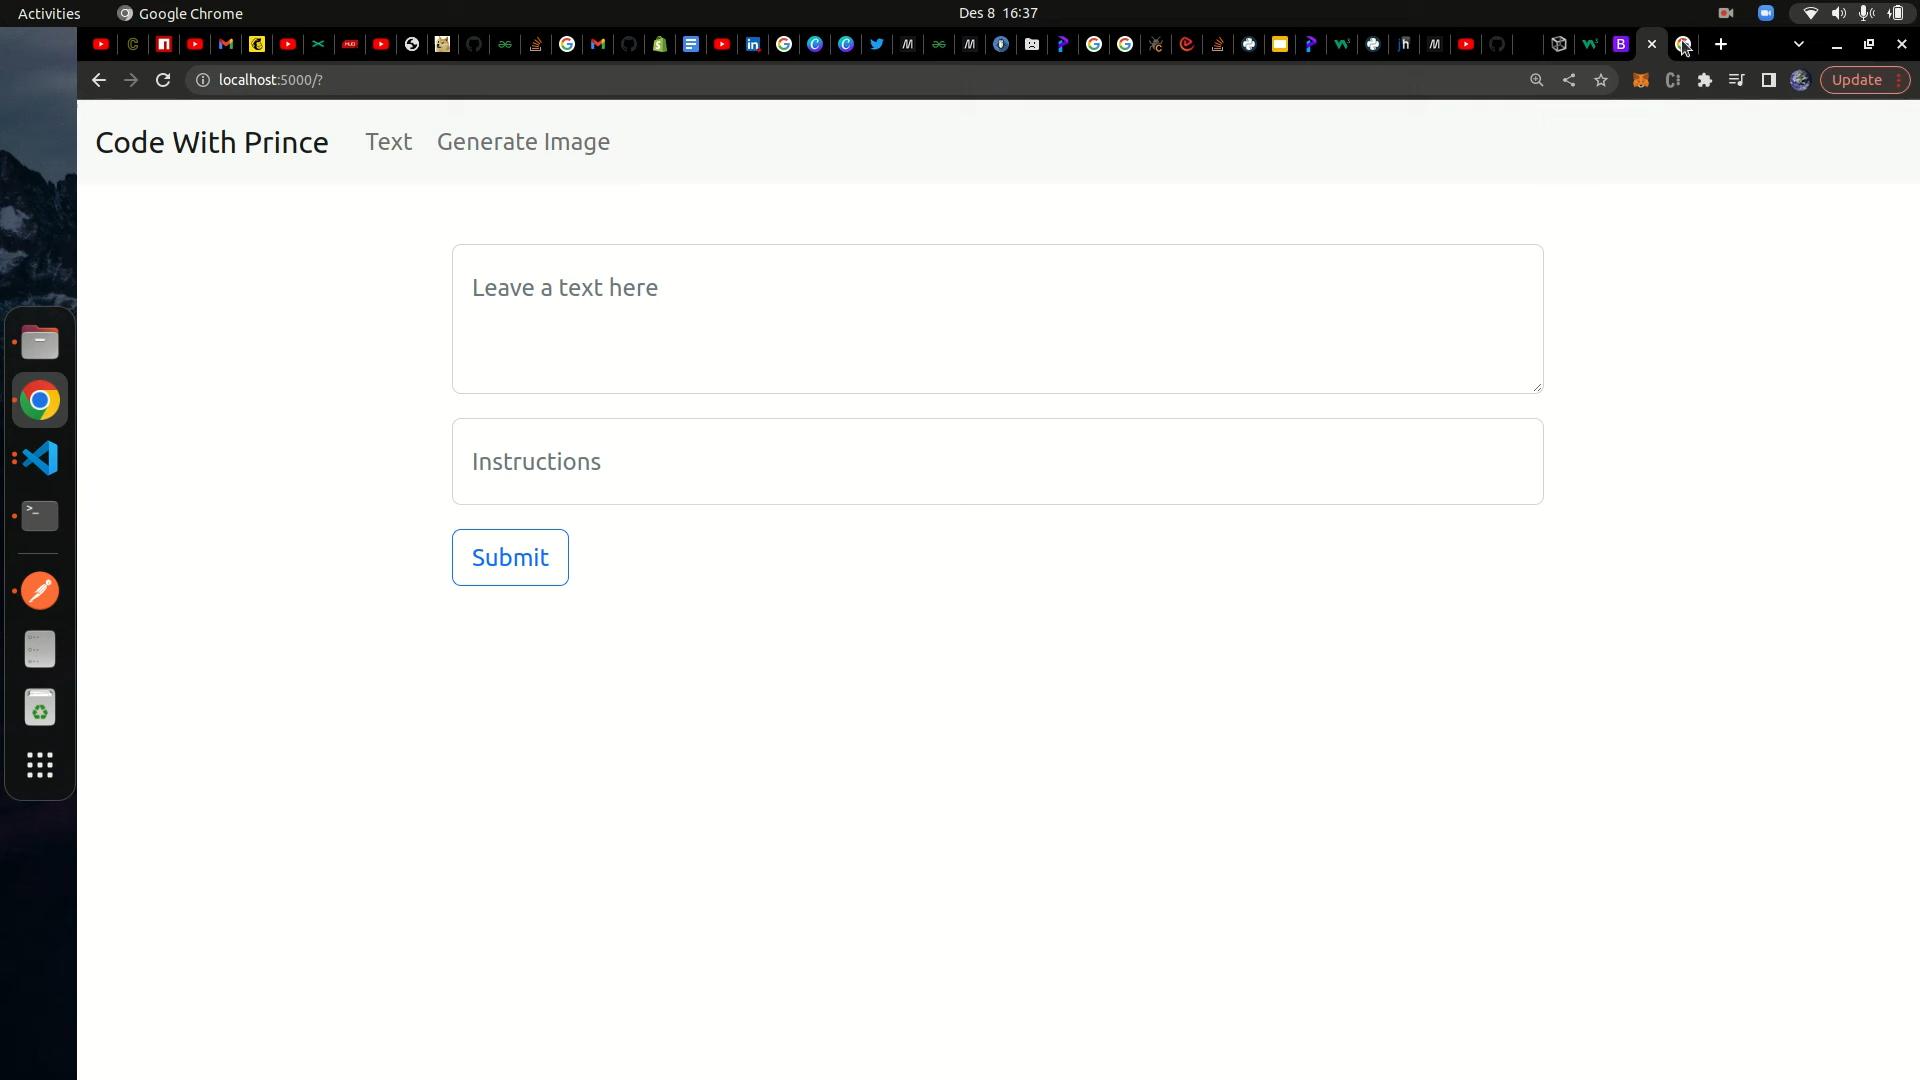 Activities
Google Chrome
Des 8 16:37
localhost:5000/?
Update
Code With Prince
Text
Generate Image
Leave a text here
Instructions
Submit